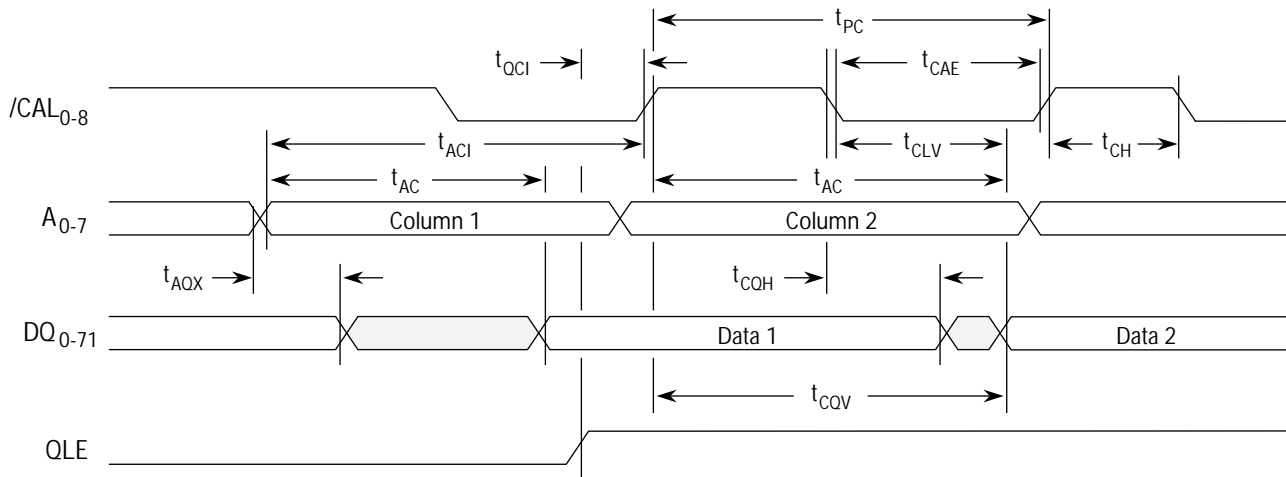 tPC
tQCI
tCAE
/CAL0-8
tACI
tCLV
tCH
tAC
tAC
A0-7
Column 1
Column 2
tAQX
tCQH
DQ0-71
Data 1
Data 2
tCQV
QLE